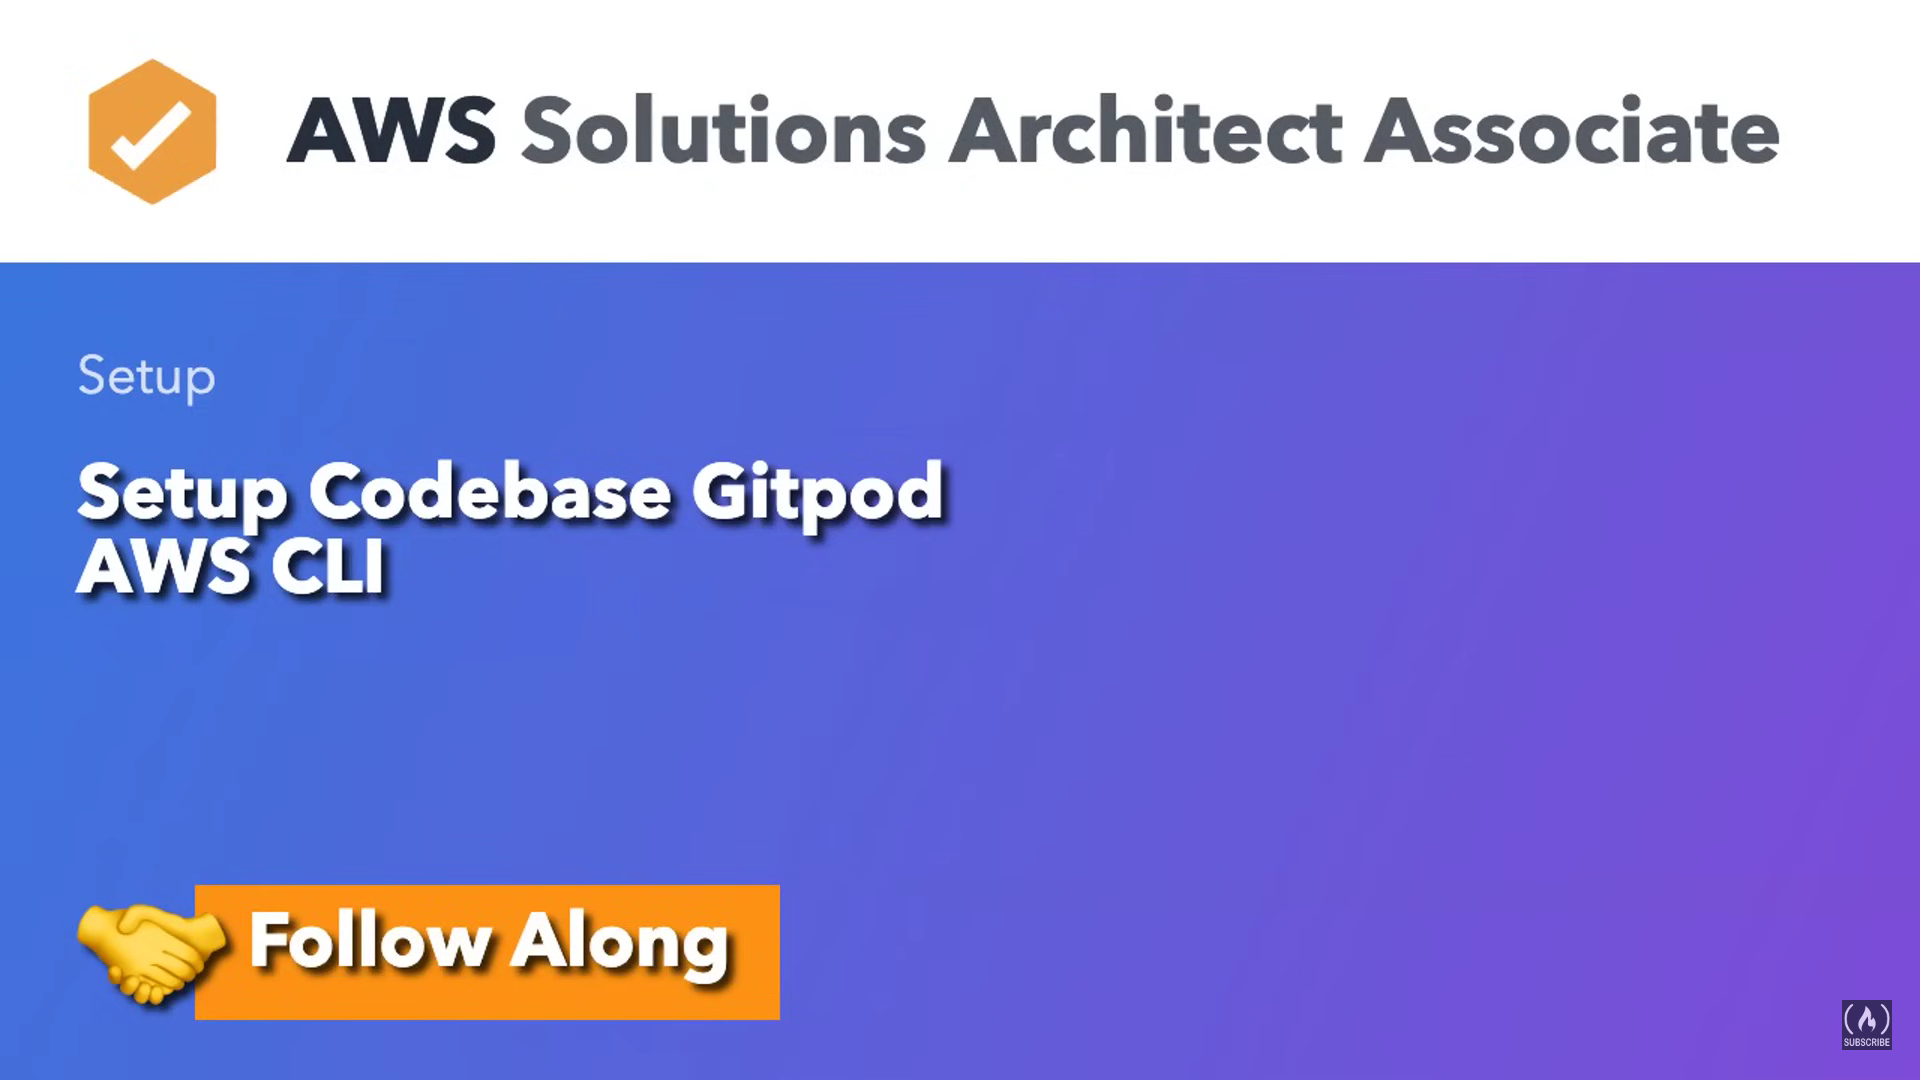 AWS Solutions Architect Associate
Setup
Setup Codebase Gitpod
AWS CLI
Follow Along
SUBSCRIBE